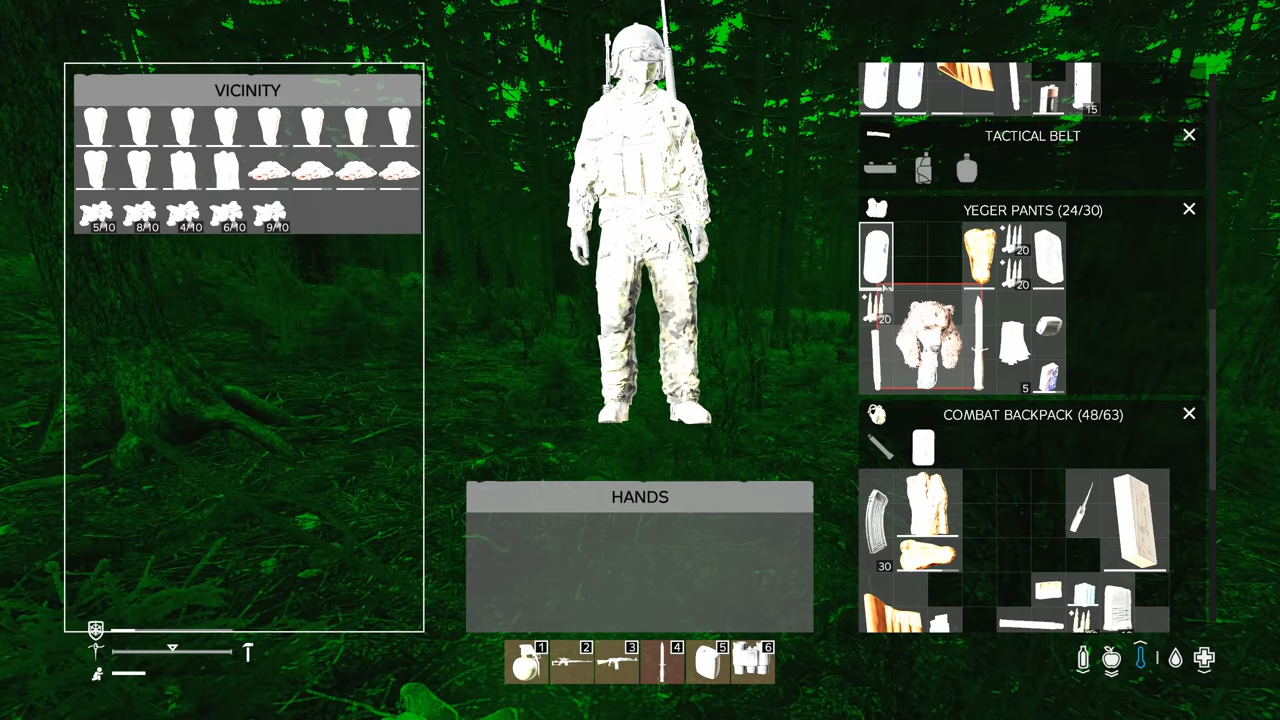 VICINITY
5/10 8/10 4/10 6/10 9/10
HANDS
1 2 3 4 5 6
15
TACTICAL BELT
YEGER PANTS (24/30)
20
20
20
5
COMBAT BACKPACK (48/63)
30